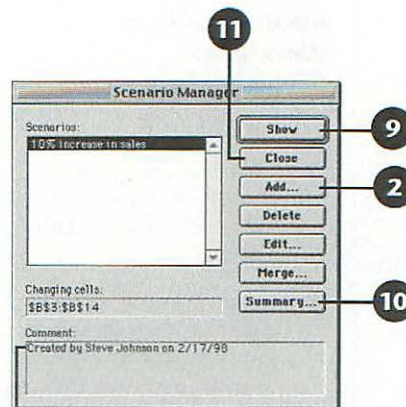 11
Scenario Manager
Scenarios:
10% increase in sales
Show
9
Close
Add...
2
Delete
Edit...
Merge...
Changing cells:
$B$3:$B$14
Summary...
10
Comment:
Created by Steve Johnson on 2/17/98